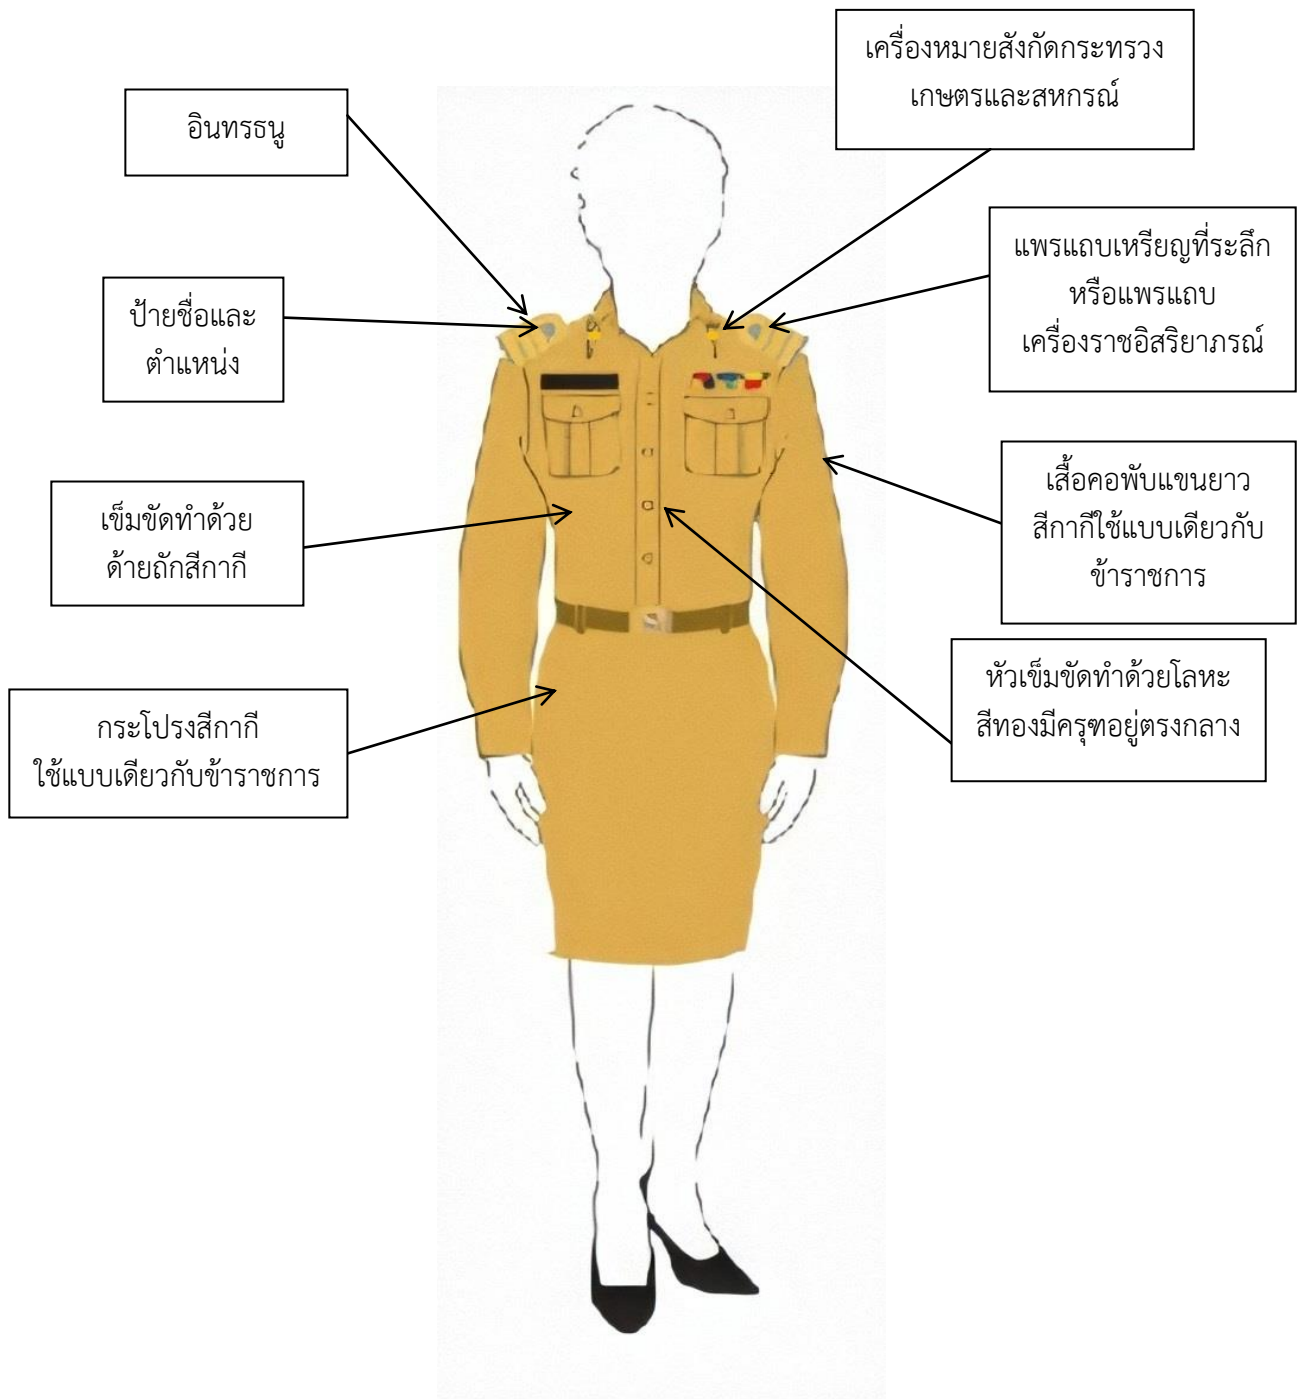 เครื่องหมายสังกัดกระทรวง
เกษตรและสหกรณ์
อินทรธนู
แพรแถบเหรียญที่ระลึก
หรือแพรแถบ
เครื่องราชอิสริยาภรณ์
ป้ายชื่อและ
ตำแหน่ง
เสื้อคอพับแขนยาว
สีกากีใช้แบบเดียวกับ
ข้าราชการ
เข็มขัดทำด้วย
ด้ายถักสีกากี
หัวเข็มขัดทำด้วยโลหะ
สีทองมีครุฑอยู่ตรงกลาง
กระโปรงสีกากี
ใช้แบบเดียวกับข้าราชการ